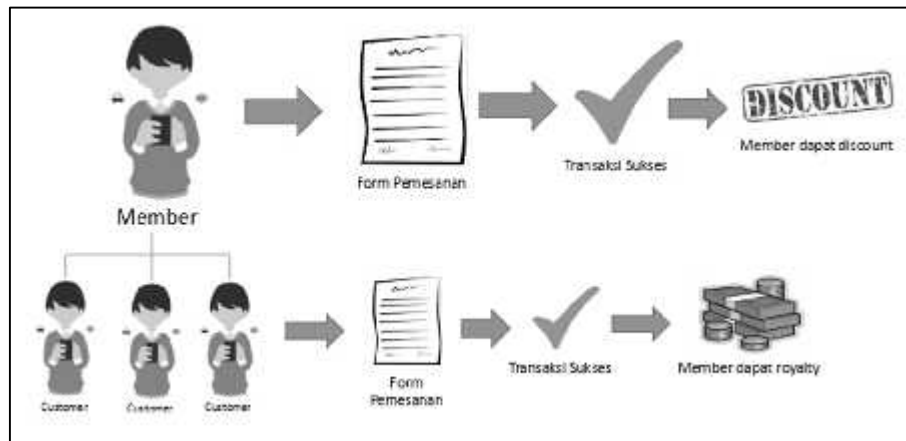 DISCOUNT
Member dapat discount
Transaksi Sukses
Form Pemesanan
Member
Transaksi Sukses
Member dapat royalty
Form
Pemesanan
Customer
Customer
Customer